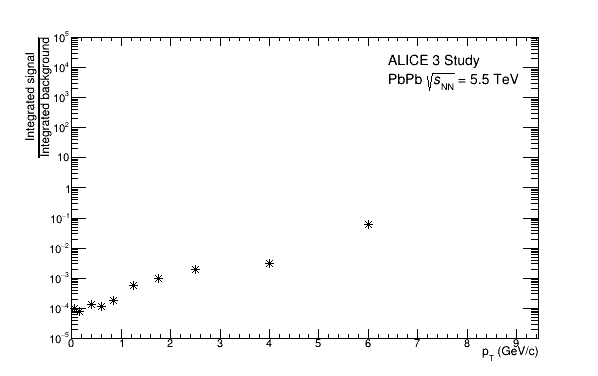 Integrated signal
Integrated background
10^5
10^4
10^3
10^2
10
1
10^-1
10^-2
10^-3
10^-4
10^-5
ALICE 3 Study
PbPb √s_NN = 5.5 TeV
0 1 2 3 4 5 6 7 8 9
p_T (GeV/c)